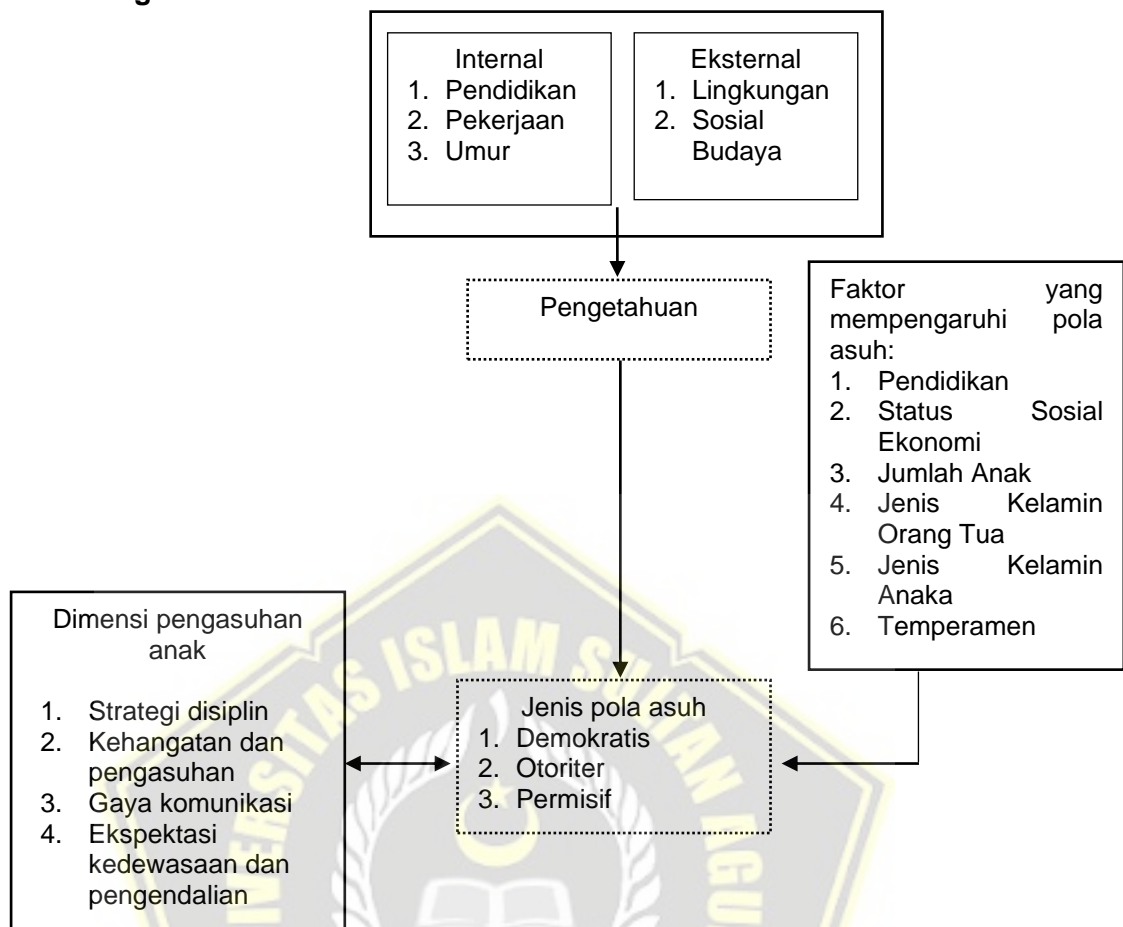 Internal
1. Pendidikan
2. Pekerjaan
3. Umur
Eksternal
1. Lingkungan
2. Sosial
Budaya
Pengetahuan
Faktor yang
mempengaruhi pola
asuh:
1. Pendidikan
2. Status Sosial
Ekonomi
3. Jumlah Anak
4. Jenis Kelamin
Orang Tua
5. Jenis Kelamin
Anaka
6. Temperamen
Dimensi pengasuhan
anak
1. Strategi disiplin
2. Kehangatan dan
pengasuhan
3. Gaya komunikasi
4. Ekspektasi
kedewasaan dan
pengendalian
Jenis pola asuh
1. Demokratis
2. Otoriter
3. Permisif
ISLAM SULTAN